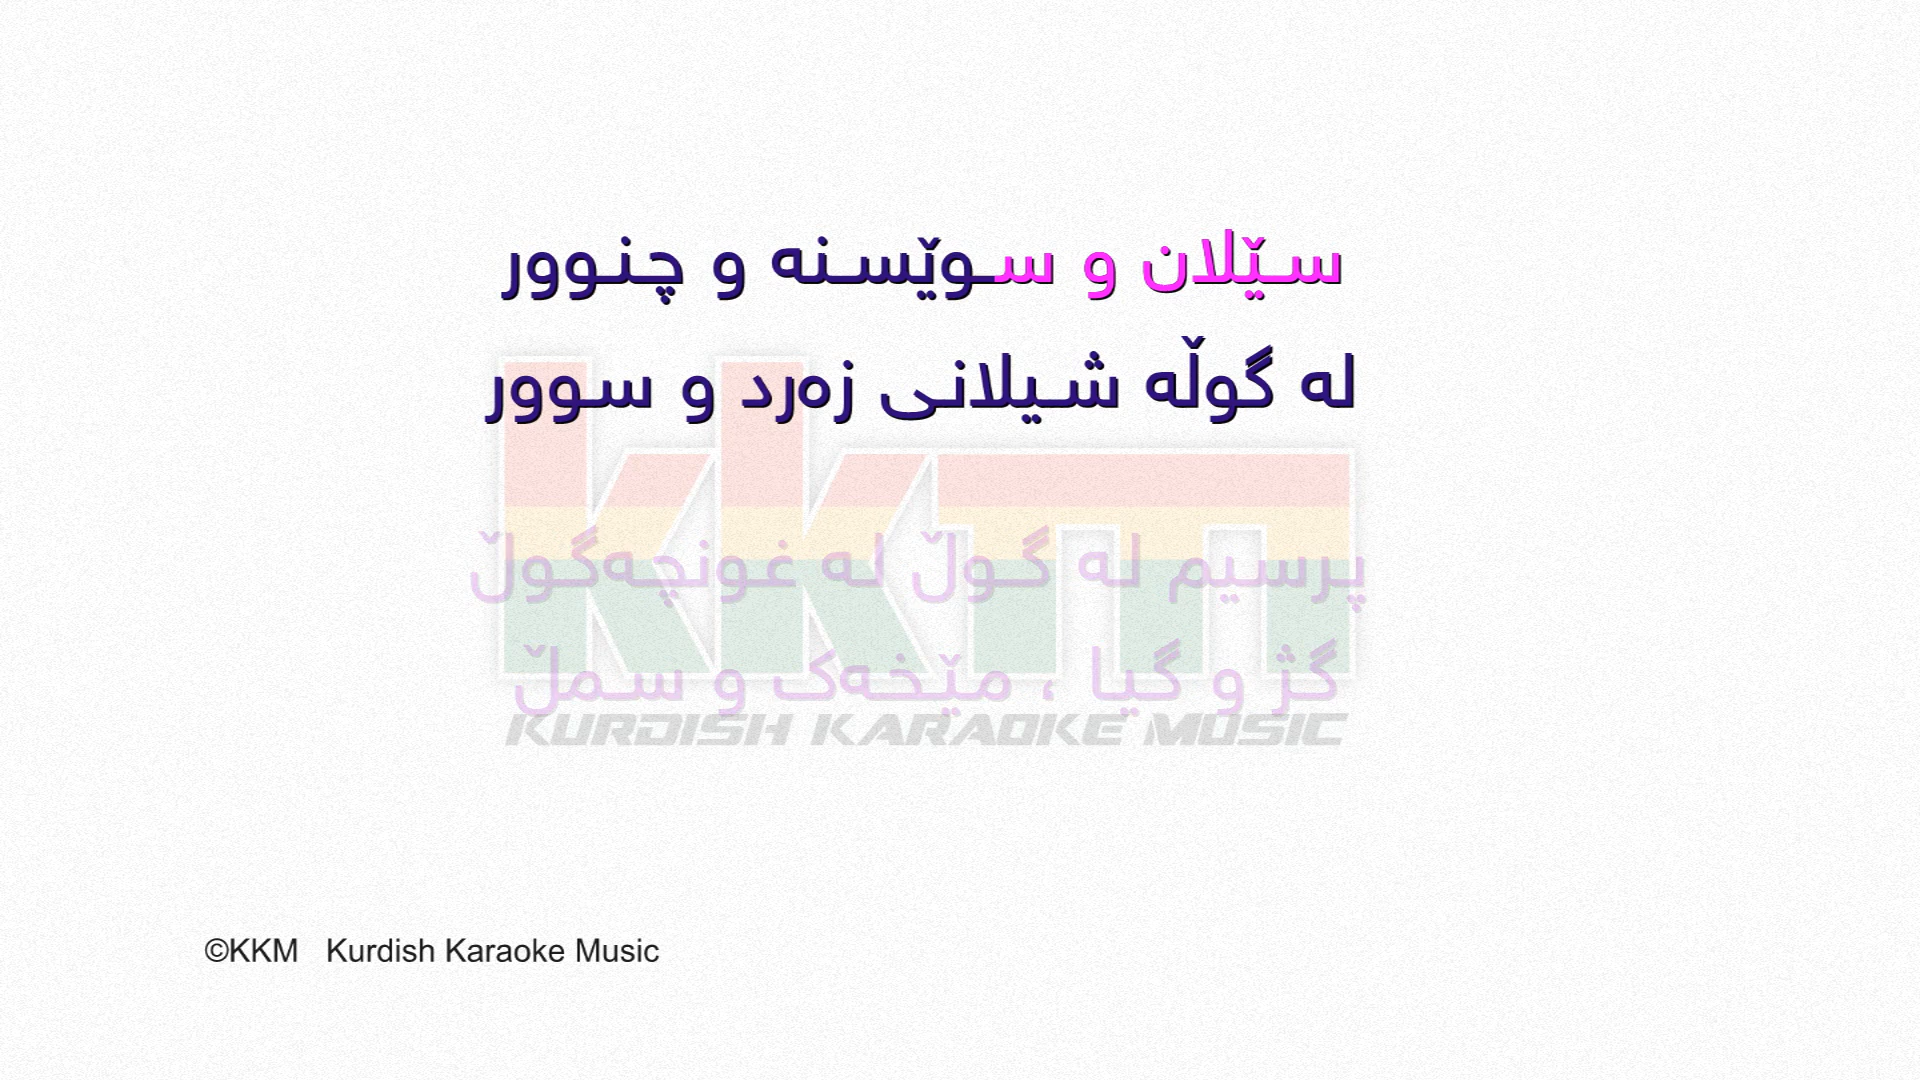 سێلان و سوێسنە و چنوور
لە گوڵە شیلانی زەرد و سوور
پرسیم لە گوڵ لە غونچەگوڵ
گژ و گیا ، مێخەک و سمڵ
kkm
KURDISH KARAOKE MUSIC
©KKM Kurdish Karaoke Music